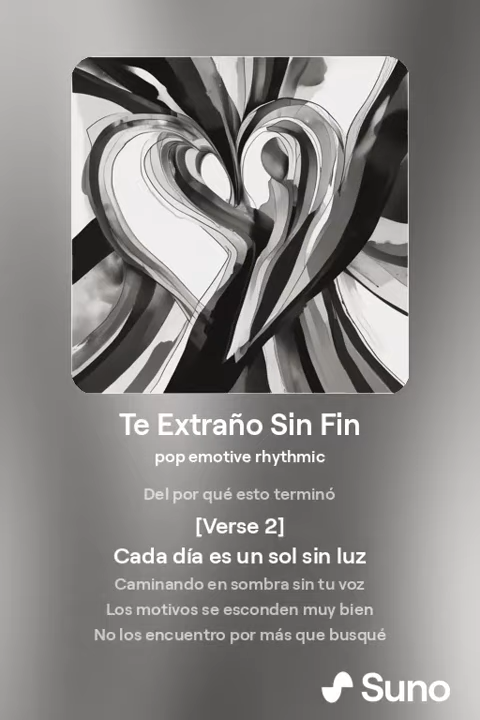 Te Extraño Sin Fin
pop emotive rhythmic
Del por qué esto terminó
[Verse 2]
Cada día es un sol sin luz
Caminando en sombra sin tu voz
Los motivos se esconden muy bien
No los encuentro por más que busqué
Suno